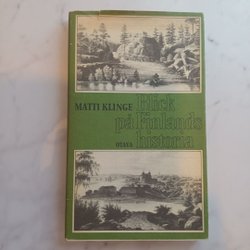 MATTI KLINGE Blick
på Finlands
OTAVA historia